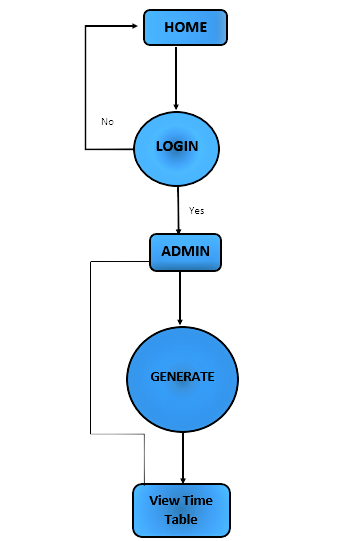 HOME
No
LOGIN
Yes
ADMIN
GENERATE
View Time
Table